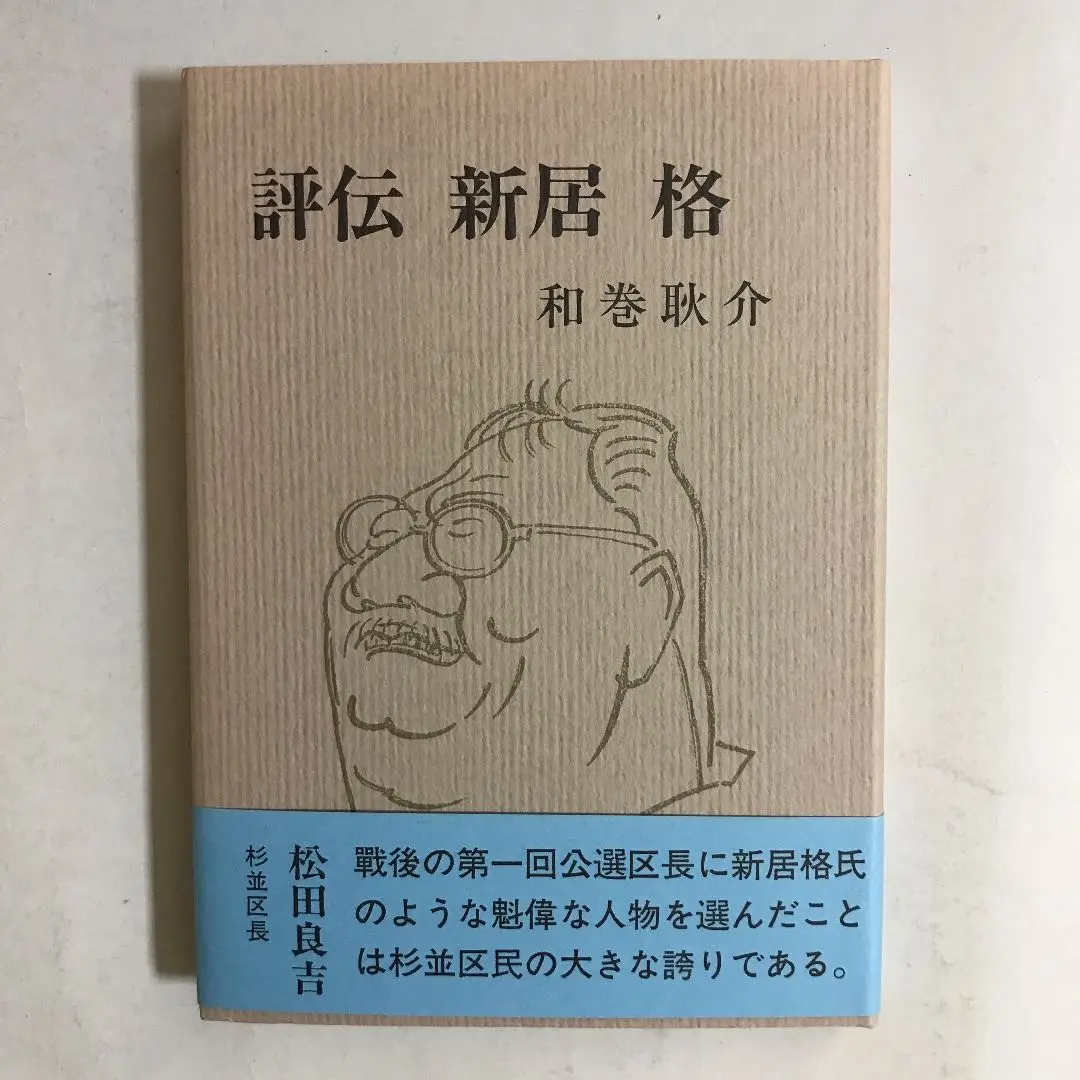 評伝 新居 格
和巻耿介
戰後の第一回公選区長に新居格氏
のような魁偉な人物を選んだこと
は杉並区民の大きな誇りである。
松田良吉
杉並区長